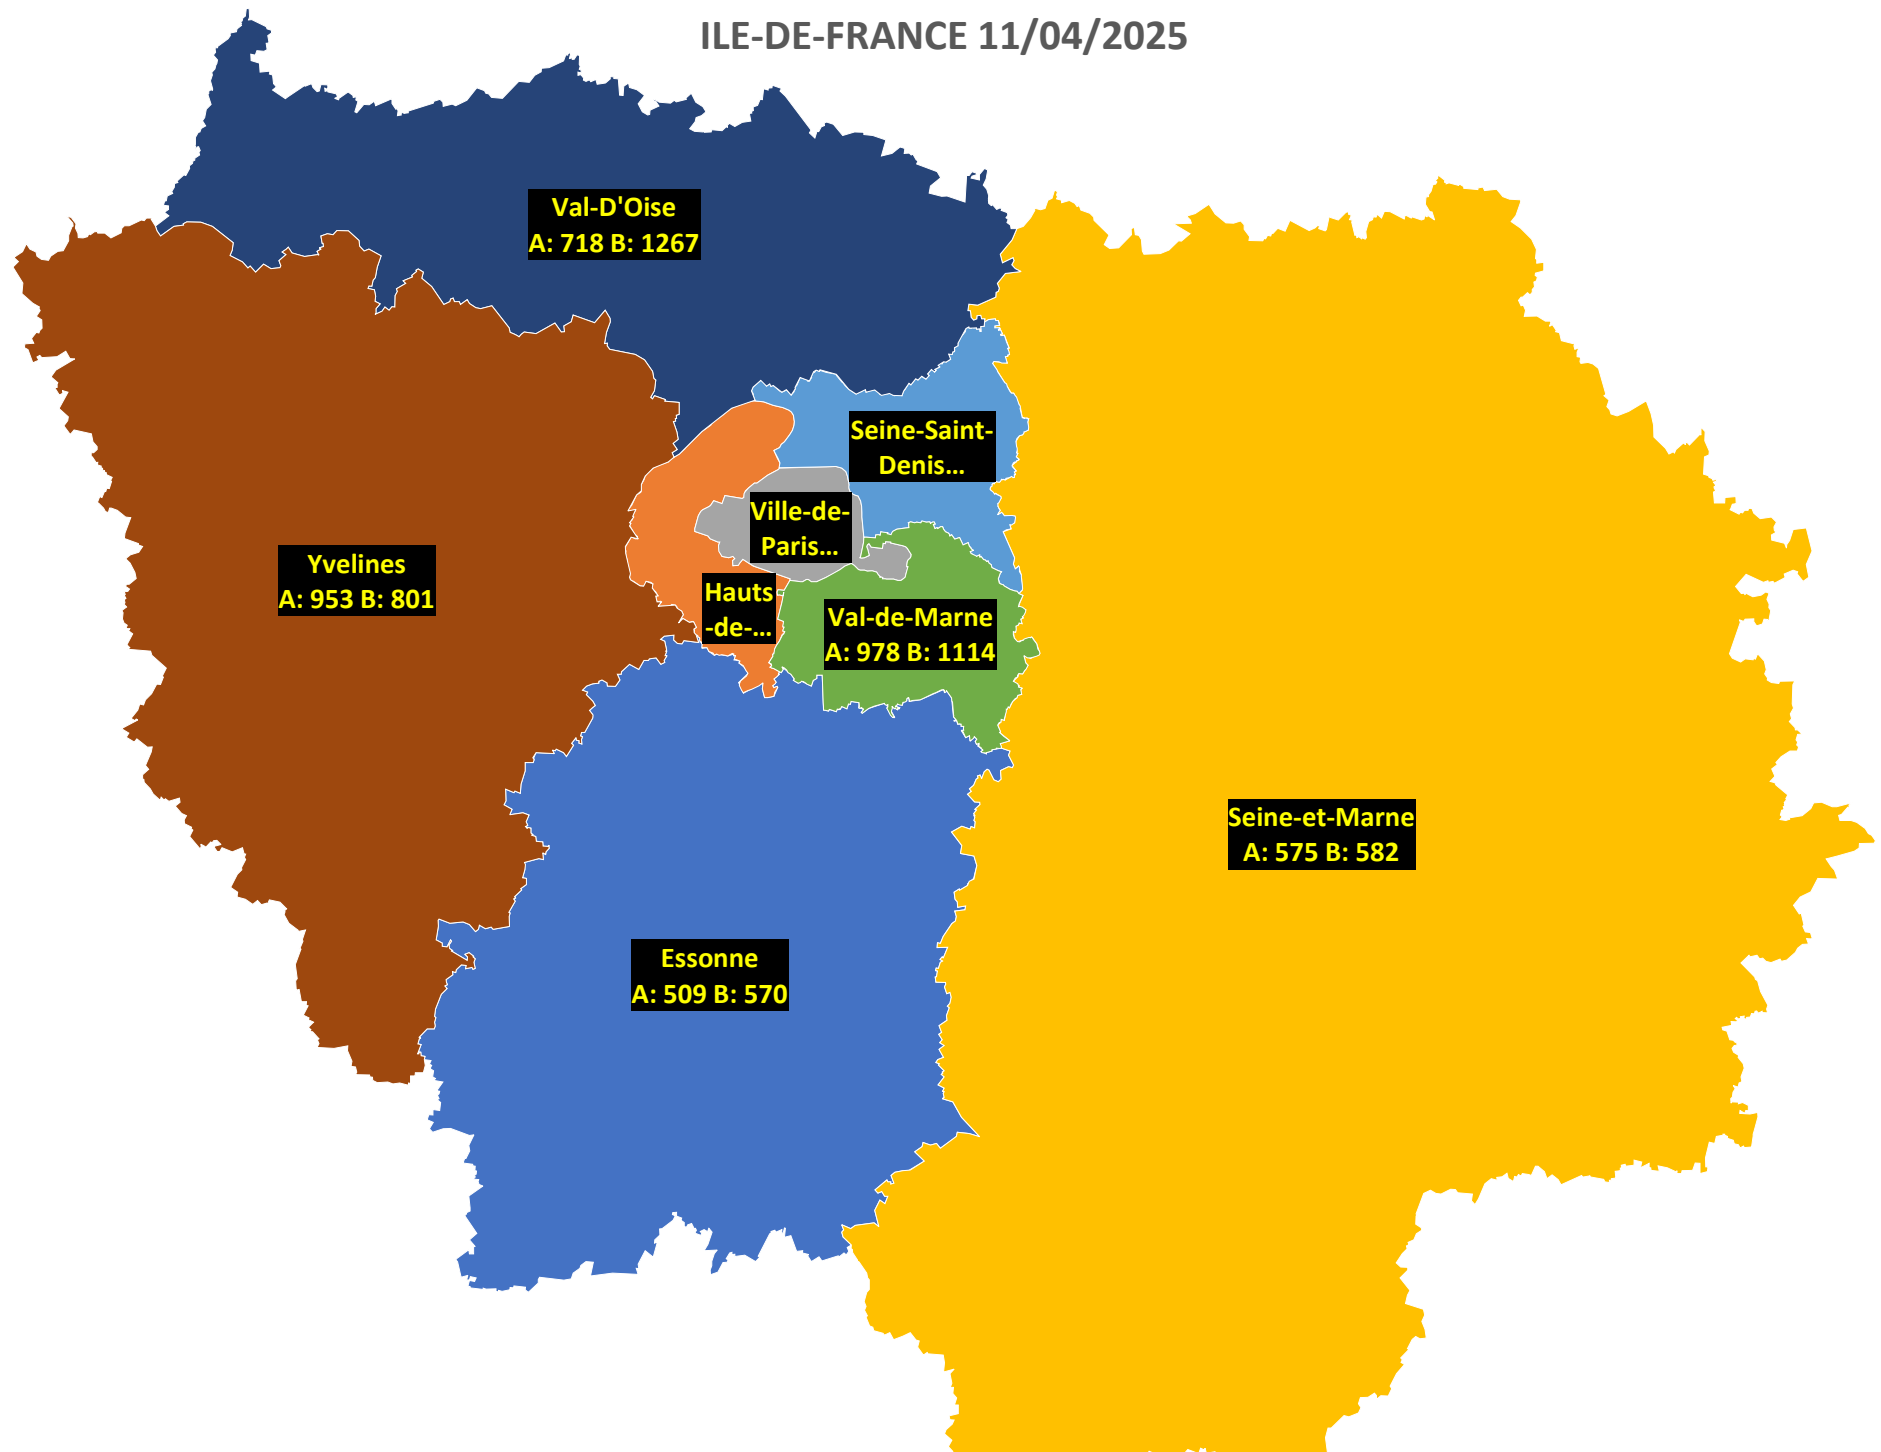 ILE-DE-FRANCE 11/04/2025
Val-D'Oise
A: 718 B: 1267
Seine-Saint-
Denis...
Ville-de-
Paris...
Yvelines
A: 953 B: 801
Hauts
-de-...
Val-de-Marne
A: 978 B: 1114
Seine-et-Marne
A: 575 B: 582
Essonne
A: 509 B: 570